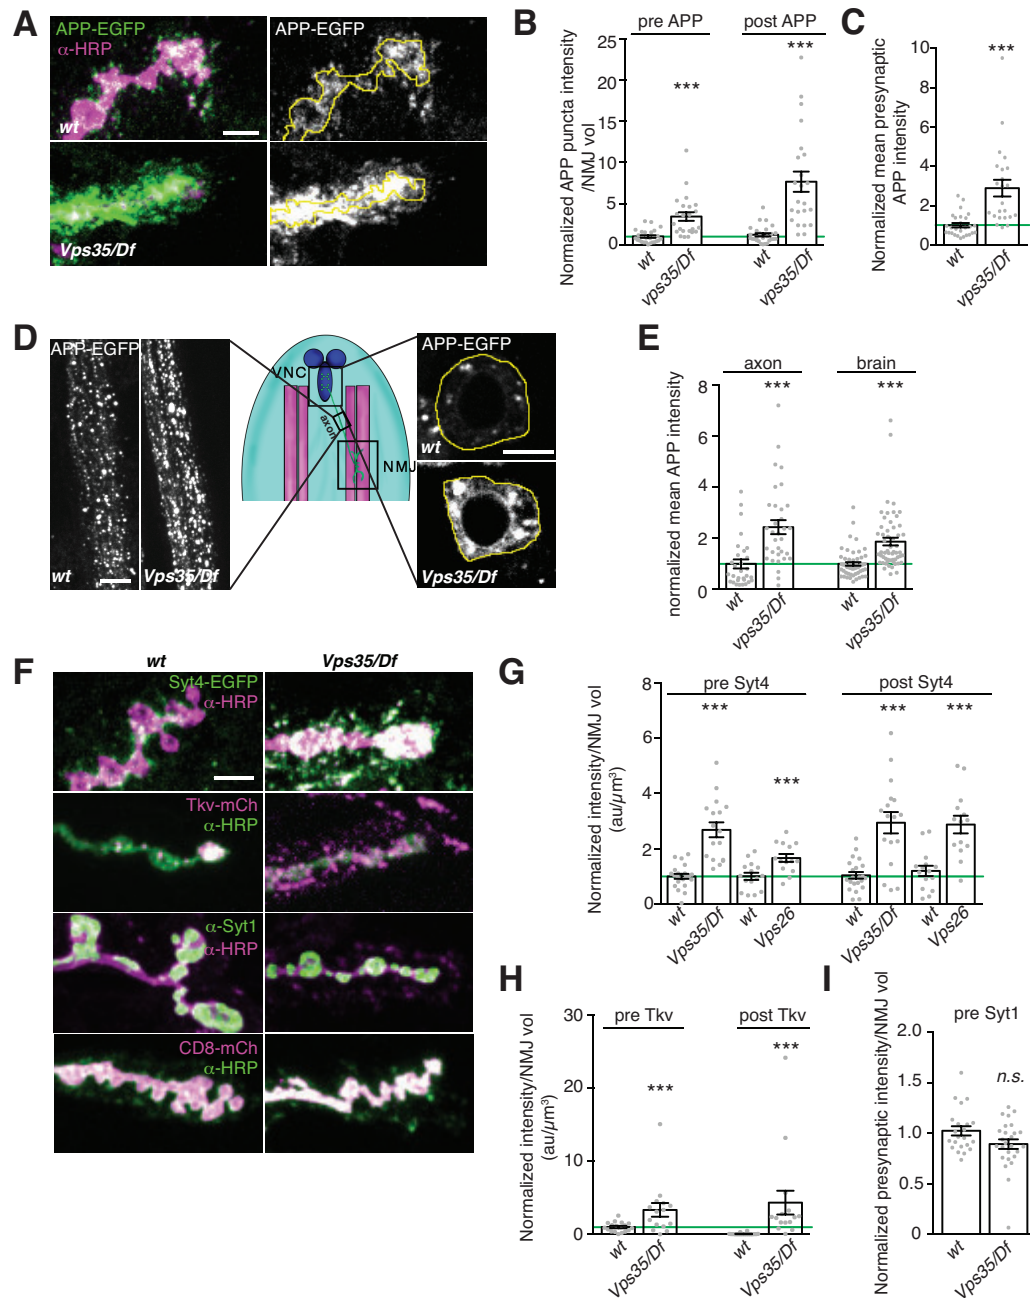 A
APP-EGFP
α-HRP
wt
APP-EGFP
Vps35/Df
B
pre APP
post APP
Normalized APP puncta intensity
/NMJ vol
25
20
15
10
5
0
***
***
wt
vps35/Df
wt
vps35/Df
C
Normalized mean presynaptic
APP intensity
10
8
6
4
2
0
***
wt
vps35/Df
D
APP-EGFP
wt
Vps35/Df
VNC
axon
NMJ
APP-EGFP
wt
Vps35/Df
E
axon
brain
normalized mean APP intensity
8
6
4
2
0
***
***
wt
vps35/Df
wt
vps35/Df
F
wt
Vps35/Df
Syt4-EGFP
α-HRP
Tkv-mCh
α-HRP
α-Syt1
α-HRP
CD8-mCh
α-HRP
G
pre Syt4
post Syt4
Normalized intensity/NMJ vol
(au/µm³)
8
6
4
2
0
***
***
***
***
wt
Vps35/Df
wt
Vps26
wt
Vps35/Df
wt
Vps26
H
pre Tkv
post Tkv
Normalized intensity/NMJ vol
(au/µm³)
30
20
10
0
***
***
wt
Vps35/Df
wt
Vps35/Df
I
pre Syt1
Normalized presynaptic intensity/NMJ vol
2.0
1.5
1.0
0.5
0
n.s.
wt
Vps35/Df